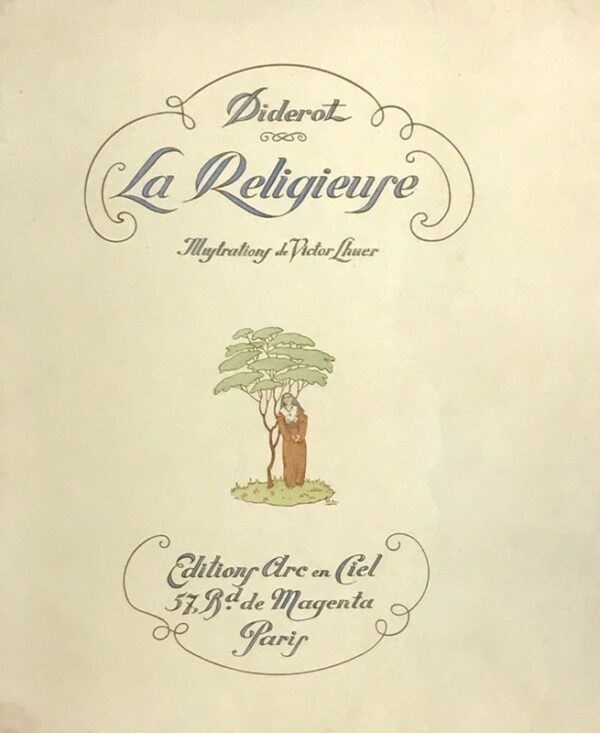 Diderot
La Religieuse
Illustrations de Victor Lhuer
Editions Arc en Ciel
57, Bd. de Magenta
Paris